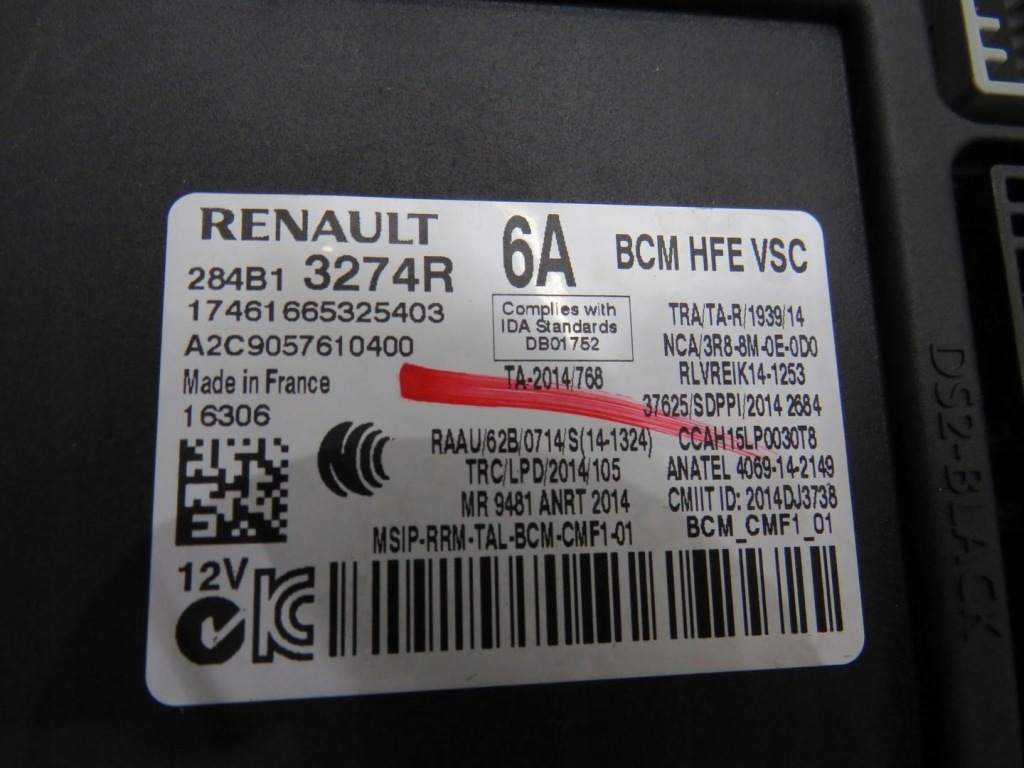 RENAULT 6A BCM HFE VSC
284B1 3274R
17461665325403
A2C9057610400
Made in France
16306
Complies with
IDA Standards
DB01752
TA-2014/768
TRA/TA-R/1939/14
NCA/3R8-8M-0E-0D0
RLVREIK14-1253
37625/SDPPI/2014 2684
RAAU/62B/0714/S(14-1324) CCAH15LP0030T8
TRC/LPD/2014/105 ANATEL 4069-14-2149
MR 9481 ANRT 2014 CMIIT ID: 2014DJ3738
MSIP-RRM-TAL-BCM-CMF1-01 BCM_CMF1_01
12V
DS2-BLACK